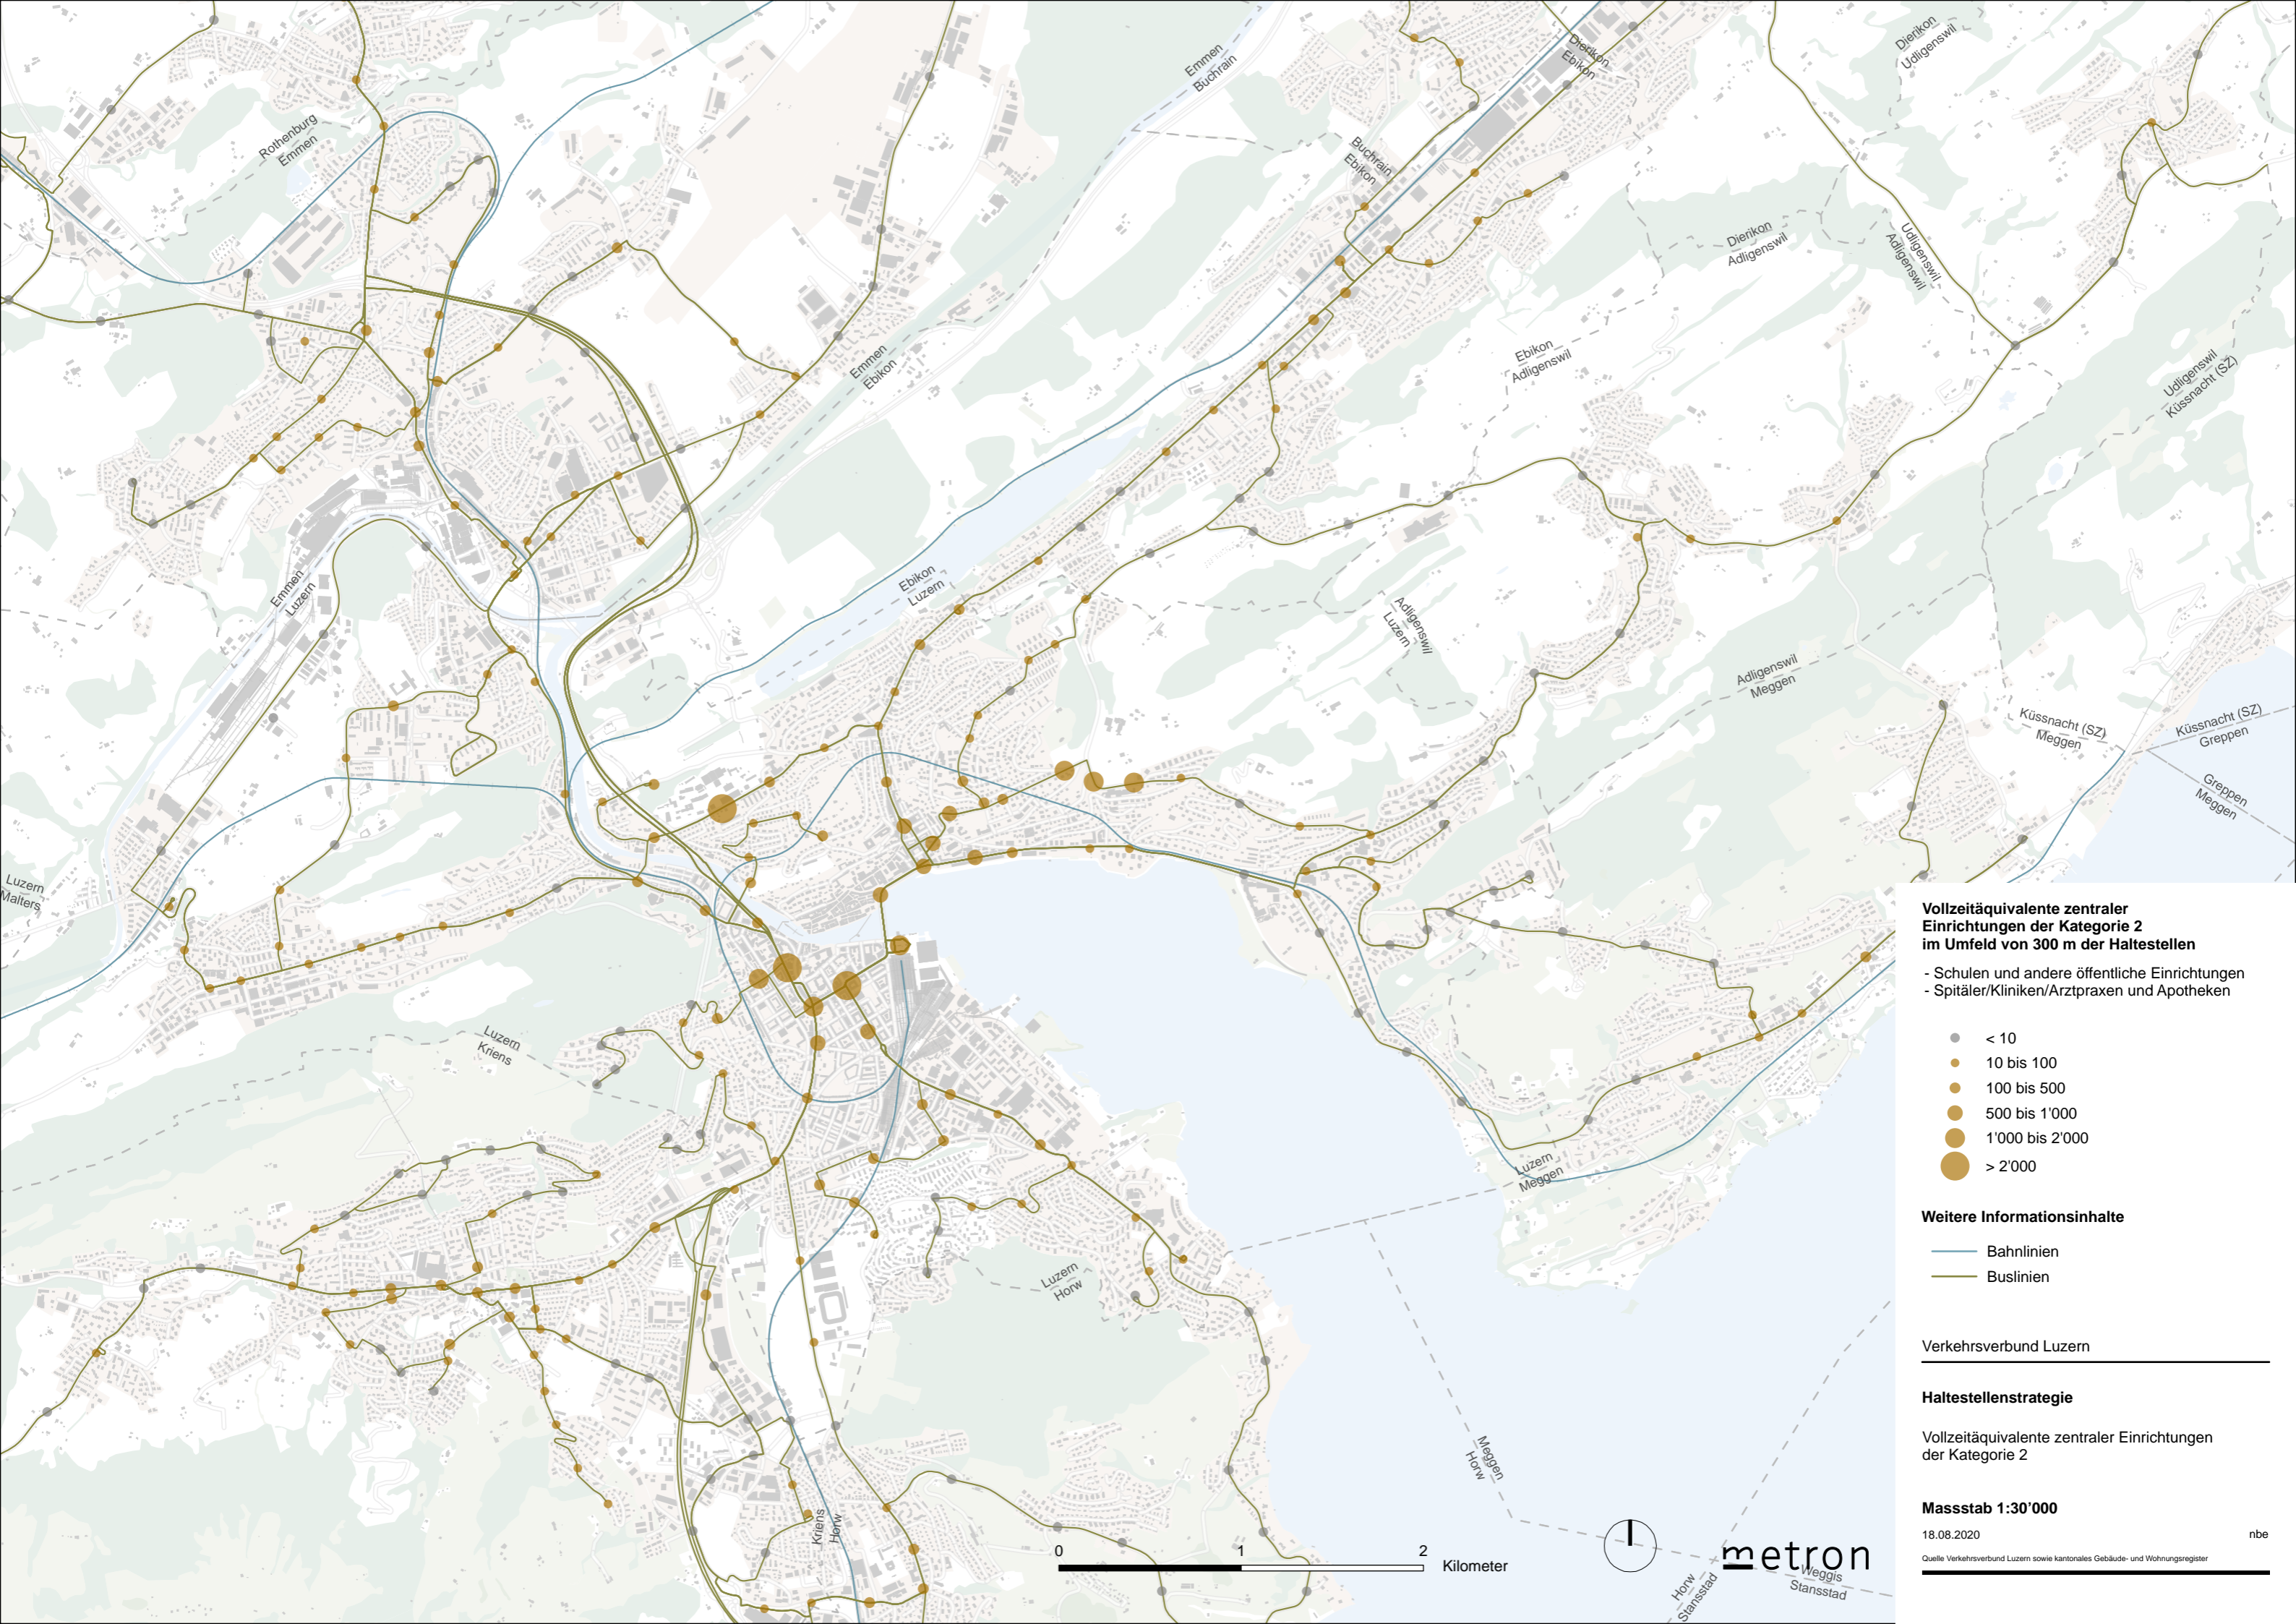 Dierikon
Udligenswil
Dierikon
Ebikon
Emmen
Buchrain
Rothenburg
Emmen
Buchrain
Ebikon
Dierikon
Adligenswil
Udligenswil
Adligenswil
Emmen
Ebikon
Ebikon
Adligenswil
Udligenswil
Küssnacht (SZ)
Emmen
Luzern
Ebikon
Luzern
Adligenswil
Luzern
Adligenswil
Meggen
Küssnacht (SZ)
Meggen
Küssnacht (SZ)
Greppen
Greppen
Meggen
Luzern
Malters
Luzern
Kriens
Luzern
Meggen
Luzern
Horw
Meggen
Horw
Kriens
Horw
Horw
Stansstad
Weggis
Stansstad
0 1 2
Kilometer
metron
Vollzeitäquivalente zentraler
Einrichtungen der Kategorie 2
im Umfeld von 300 m der Haltestellen
- Schulen und andere öffentliche Einrichtungen
- Spitäler/Kliniken/Arztpraxen und Apotheken
< 10
10 bis 100
100 bis 500
500 bis 1'000
1'000 bis 2'000
> 2'000
Weitere Informationsinhalte
Bahnlinien
Buslinien
Verkehrsverbund Luzern
Haltestellenstrategie
Vollzeitäquivalente zentraler Einrichtungen
der Kategorie 2
Massstab 1:30'000
18.08.2020 nbe
Quelle Verkehrsverbund Luzern sowie kantonales Gebäude- und Wohnungsregister